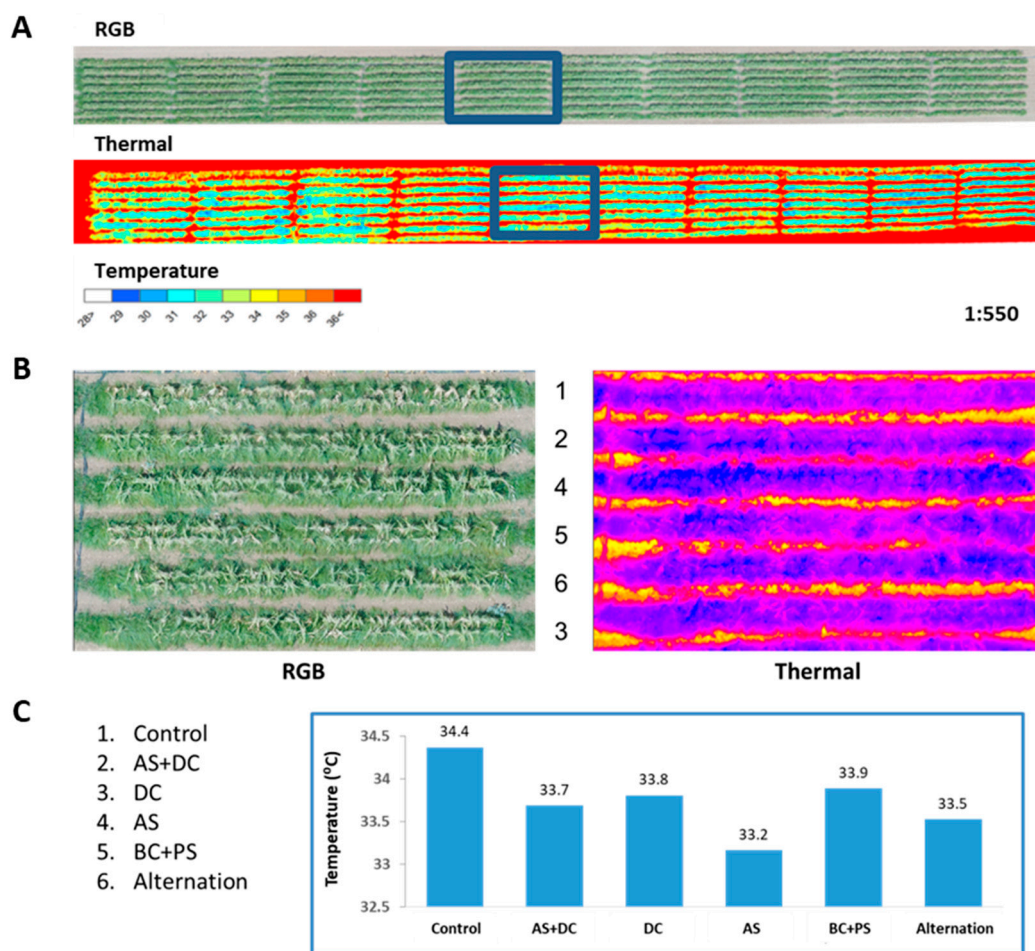 A
RGB
Thermal
Temperature
28> 29 30 31 32 33 34 35 36 36<
1:550
B
1
2
4
5
6
3
RGB
Thermal
C
1. Control
2. AS+DC
3. DC
4. AS
5. BC+PS
6. Alternation
Temperature (⁰C)
34.5
34
33.5
33
32.5
34.4
33.7
33.8
33.2
33.9
33.5
Control
AS+DC
DC
AS
BC+PS
Alternation